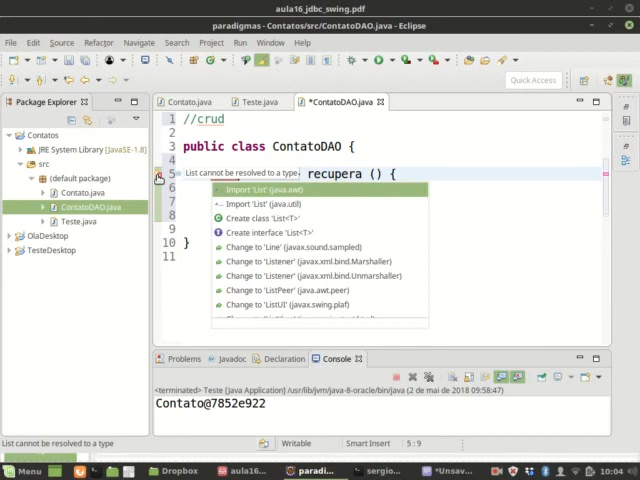 aula16_jdbc_swing.pdf
paradigmas - Contatos/src/ContatoDAO.java - Eclipse
File Edit Source Refactor Navigate Search Project Run Window Help
Quick Access
Package Explorer
Contato.java Teste.java *ContatoDAO.java
Contatos
JRE System Library [JavaSE-1.8]
src
(default package)
Contato.java
ContatoDAO.java
Teste.java
OlaDesktop
TesteDesktop
1 //crud
2
3 public class ContatoDAO {
4
5 List cannot be resolved to a type recupera () {
6
7
8
9
10 }
11
Import 'List' (java.awt)
Import 'List' (java.util)
Create class 'List<T>'
Create interface 'List<T>'
Change to 'Line' (javax.sound.sampled)
Change to 'Listener' (javax.xml.bind.Marshaller)
Change to 'Listener' (javax.xml.bind.Unmarshaller)
Change to 'ListPeer' (java.awt.peer)
Change to 'ListUI' (javax.swing.plaf)
Problems Javadoc Declaration Console
<terminated> Teste [Java Application] /usr/lib/jvm/java-8-oracle/bin/java (2 de mai de 2018 09:58:47)
Contato@7852e922
List cannot be resolved to a type Writable Smart Insert 5 : 9
Menu Dropbox aula16... paradi... sergio... *Unsav... 10:04